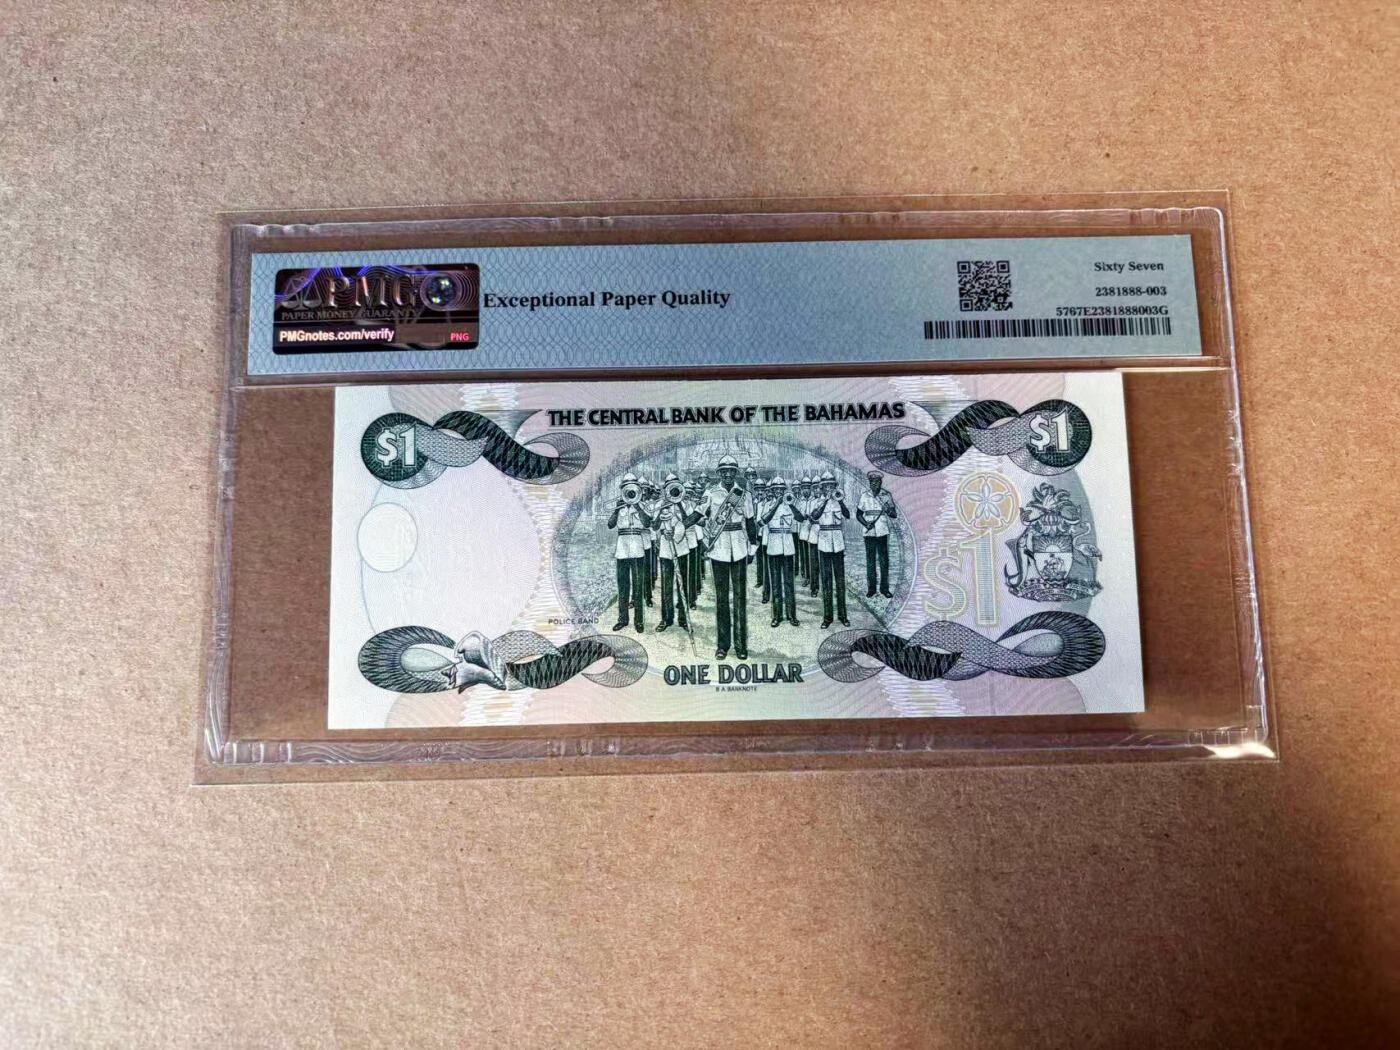 PMG
PAPER MONEY GUARANTY
PMGnotes.com/verify
PNG
Exceptional Paper Quality
Sixty Seven
2381888-003
5767E2381888003G
THE CENTRAL BANK OF THE BAHAMAS
$1
$1
$1
POLICE BAND
ONE DOLLAR
B A BANKNOTE